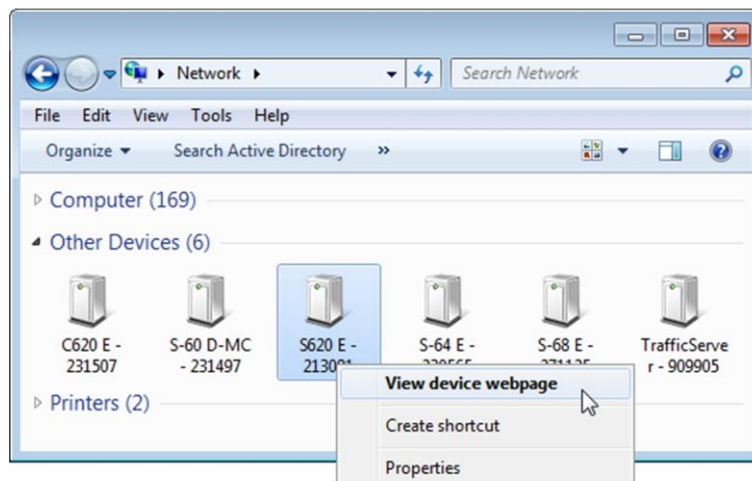 Network
Search Network
File Edit View Tools Help
Organize Search Active Directory »
Computer (169)
Other Devices (6)
C620 E - 231507
S-60 D-MC - 231497
S620 E -
S-64 E -
S-68 E -
TrafficServe
r - 909905
Printers (2)
View device webpage
Create shortcut
Properties